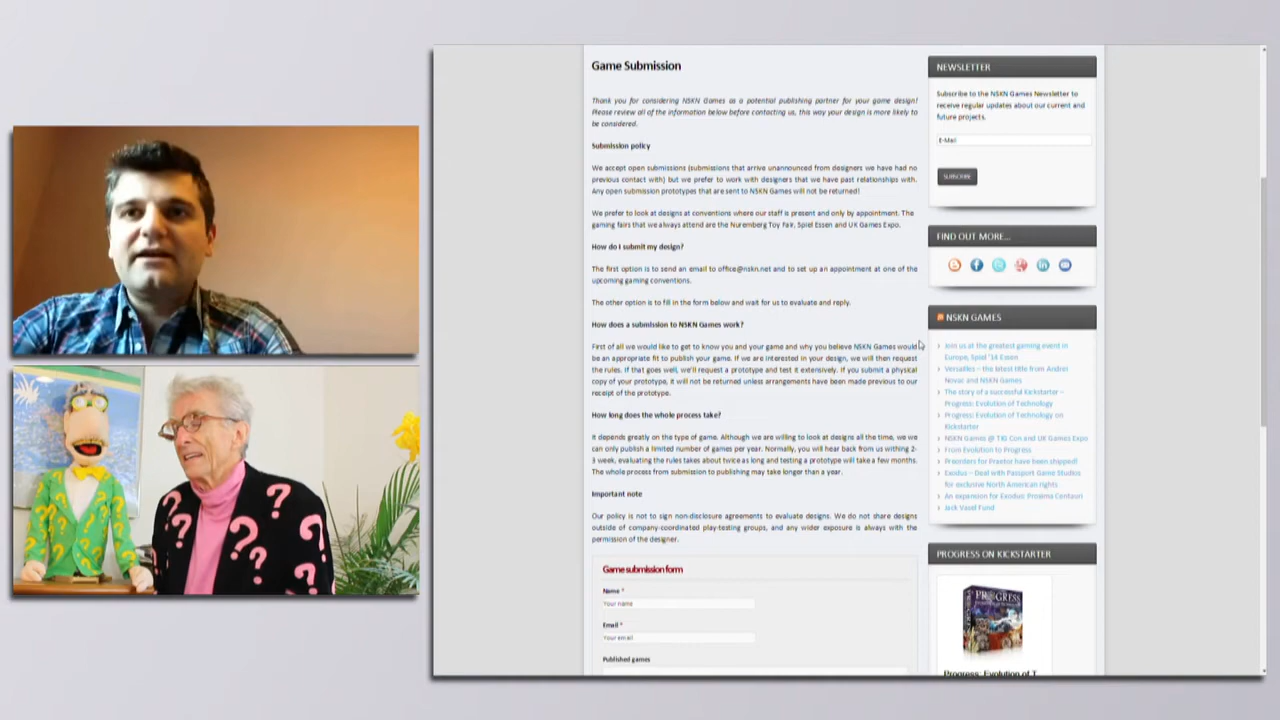 Game Submission
Thank you for considering NSKN Games as a potential publishing partner for your game design!
Please review all of the information below before contacting us, this way your design is more likely to
be considered.
Submission policy
We accept open submissions (submissions that arrive unannounced from designers we have had no
previous contact with) but we prefer to work with designers that we have past relationships with.
Any open submission prototypes that are sent to NSKN Games will not be returned!
We prefer to look at designs at conventions where our staff is present and only by appointment. The
gaming fairs that we always attend are the Nuremberg Toy Fair, Spiel Essen and UK Games Expo.
How do I submit my design?
The first option is to send an email to office@nskn.net and to set up an appointment at one of the
upcoming gaming conventions.
The other option is to fill in the form below and wait for us to evaluate and reply.
How does a submission to NSKN Games work?
First of all we would like to get to know you and your game and why you believe NSKN Games would
be an appropriate fit to publish your game. If we are interested in your design, we will then request
the rules. If that goes well, we'll request a prototype and test it extensively. If you submit a physical
copy of your prototype, it will not be returned unless arrangements have been made previous to our
receipt of the prototype.
How long does the whole process take?
It depends greatly on the type of game. Although we are willing to look at designs all the time, we we
can only publish a limited number of games per year. Normally, you will hear back from us withing 2-
3 week, evaluating the rules takes about twice as long and testing a prototype will take a few months.
The whole process from submission to publishing may take longer than a year.
Important note
Our policy is not to sign non-disclosure agreements to evaluate designs. We do not share designs
outside of company-coordinated play-testing groups, and any wider exposure is always with the
permission of the designer.
Game submission form
Name *
Your name
Email *
Your email
Published games
NEWSLETTER
Subscribe to the NSKN Games Newsletter to
receive regular updates about our current and
future projects.
E-Mail
SUBSCRIBE
FIND OUT MORE...
NSKN GAMES
Join us at the greatest gaming event in
Europe, Spiel '14 Essen
Versailles – the latest title from Andrei
Novac and NSKN Games
The story of a successful Kickstarter –
Progress: Evolution of Technology
Progress: Evolution of Technology on
Kickstarter
NSKN Games @ TIG Con and UK Games Expo
From Evolution to Progress
Preorders for Praetor have been shipped!
Exodus – Deal with Passport Game Studios
for exclusive North American rights
An expansion for Exodus: Proxima Centauri
Jack Vasel Fund
PROGRESS ON KICKSTARTER
PROGRESS
Progress: Evolution of T